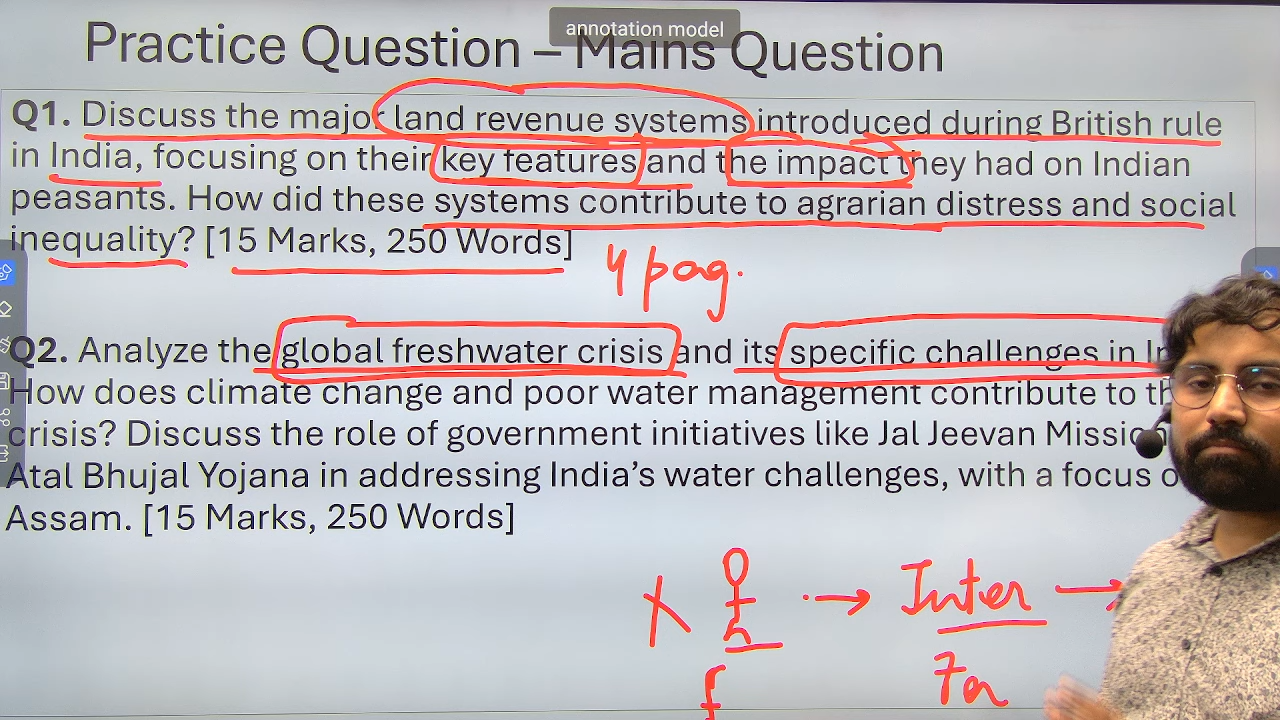 annotation model
Practice Question – Mains Question
Q1. Discuss the major land revenue systems introduced during British rule
in India, focusing on their key features and the impact they had on Indian
peasants. How did these systems contribute to agrarian distress and social
inequality? [15 Marks, 250 Words]
4 pag.
Q2. Analyze the global freshwater crisis and its specific challenges in
How does climate change and poor water management contribute to
crisis? Discuss the role of government initiatives like Jal Jeevan
Atal Bhujal Yojana in addressing India's water challenges, with a focus
Assam. [15 Marks, 250 Words]
X → Inter →